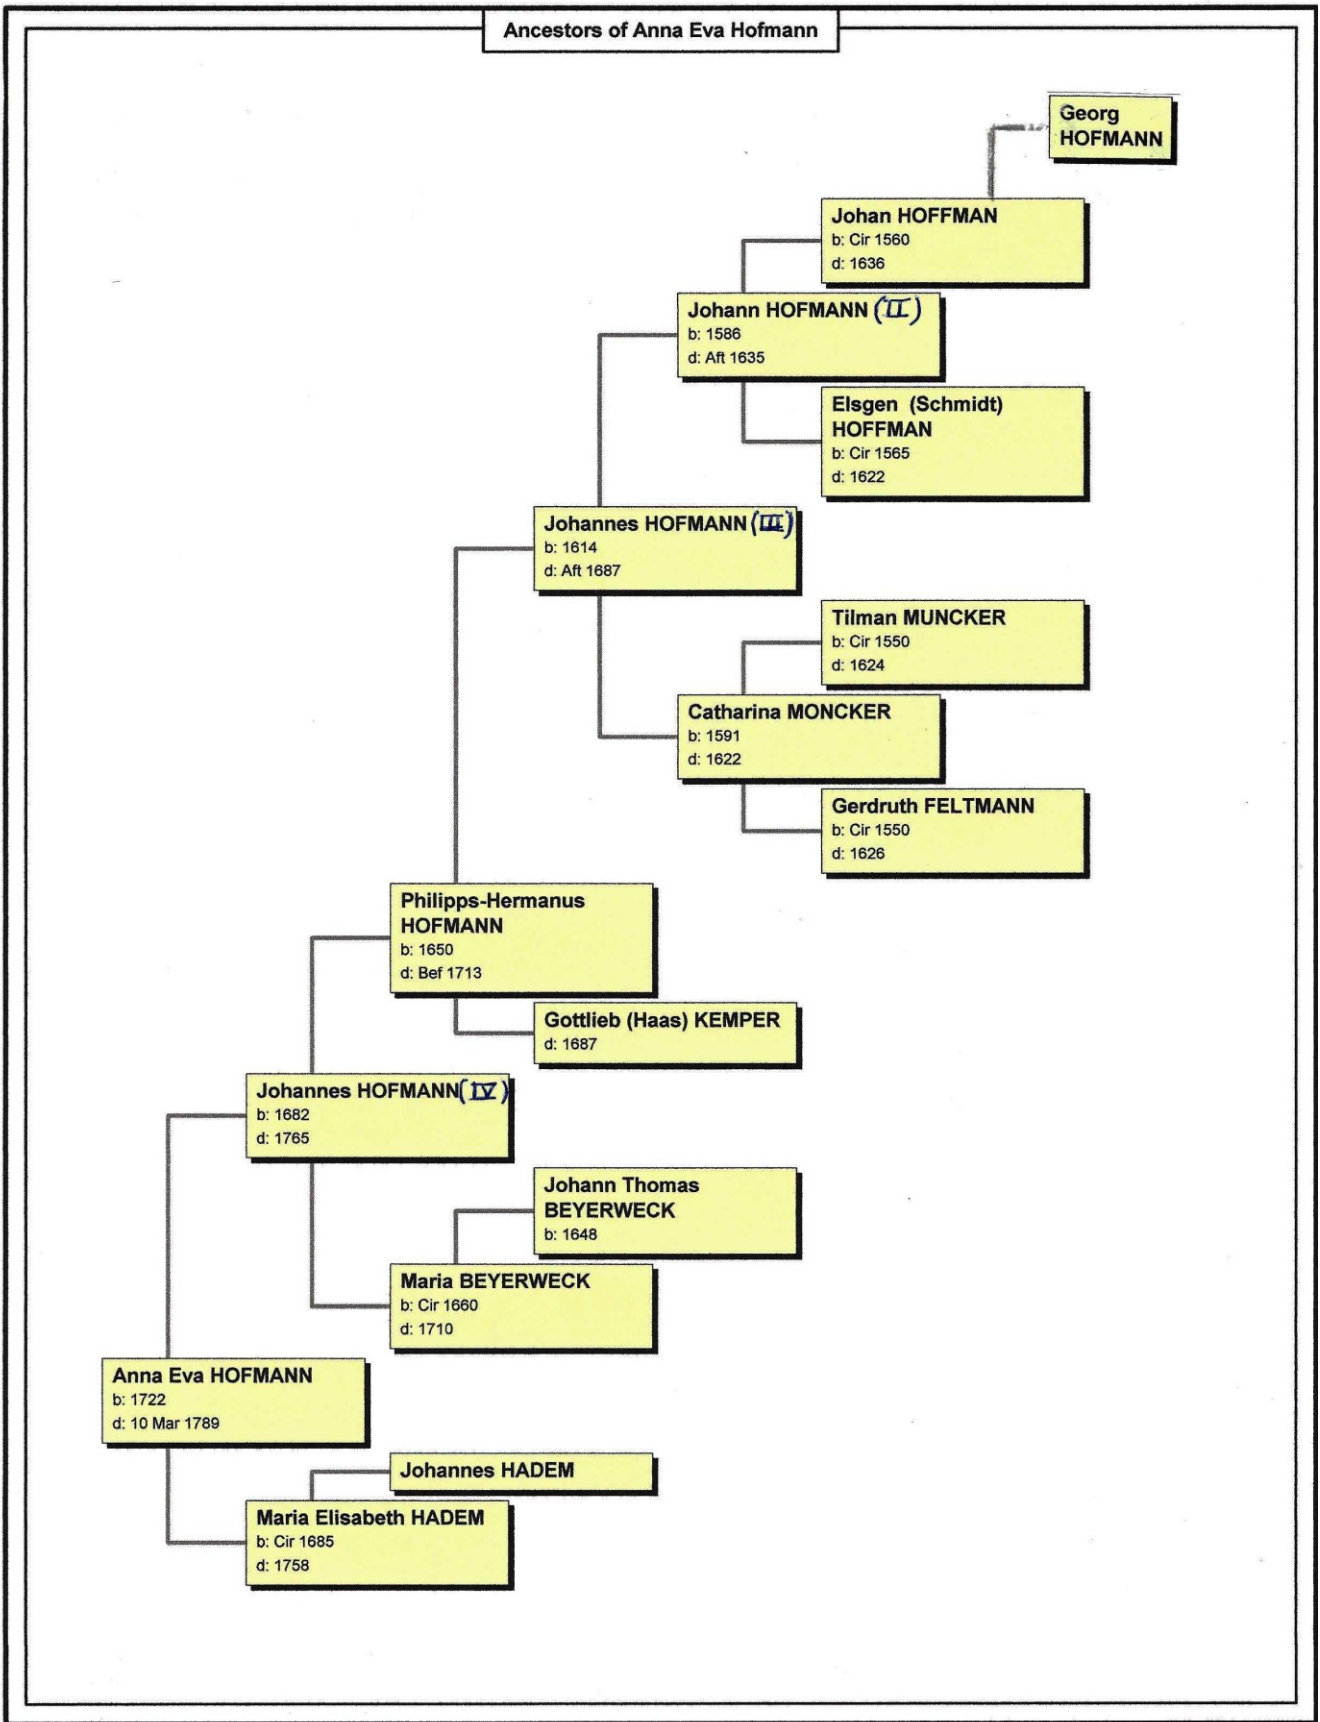 Ancestors of Anna Eva Hofmann
Georg
HOFMANN
Johan HOFFMAN
b: Cir 1560
d: 1636
Johann HOFMANN (II)
b: 1586
d: Aft 1635
Elsgen (Schmidt)
HOFFMAN
b: Cir 1565
d: 1622
Johannes HOFMANN (III)
b: 1614
d: Aft 1687
Tilman MUNCKER
b: Cir 1550
d: 1624
Catharina MONCKER
b: 1591
d: 1622
Gerdruth FELTMANN
b: Cir 1550
d: 1626
Philipps-Hermanus
HOFMANN
b: 1650
d: Bef 1713
Gottlieb (Haas) KEMPER
d: 1687
Johannes HOFMANN (IV)
b: 1682
d: 1765
Johann Thomas
BEYERWECK
b: 1648
Maria BEYERWECK
b: Cir 1660
d: 1710
Anna Eva HOFMANN
b: 1722
d: 10 Mar 1789
Johannes HADEM
Maria Elisabeth HADEM
b: Cir 1685
d: 1758